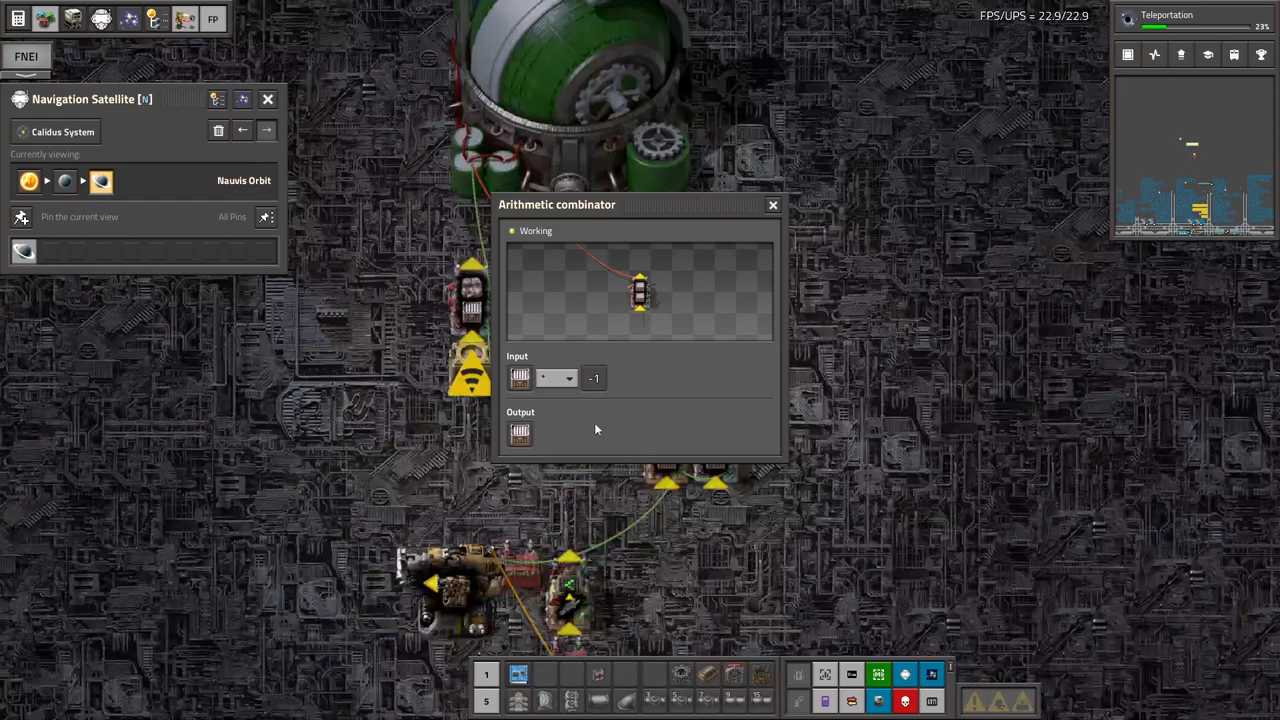 FPS/UPS = 22.9/22.9
FP
FNEI
Teleportation
23%
Navigation Satellite [N]
Calidus System
Currently viewing:
Nauvis Orbit
Pin the current view
All Pins
Arithmetic combinator
Working
Input
*
-1
Output
1
5